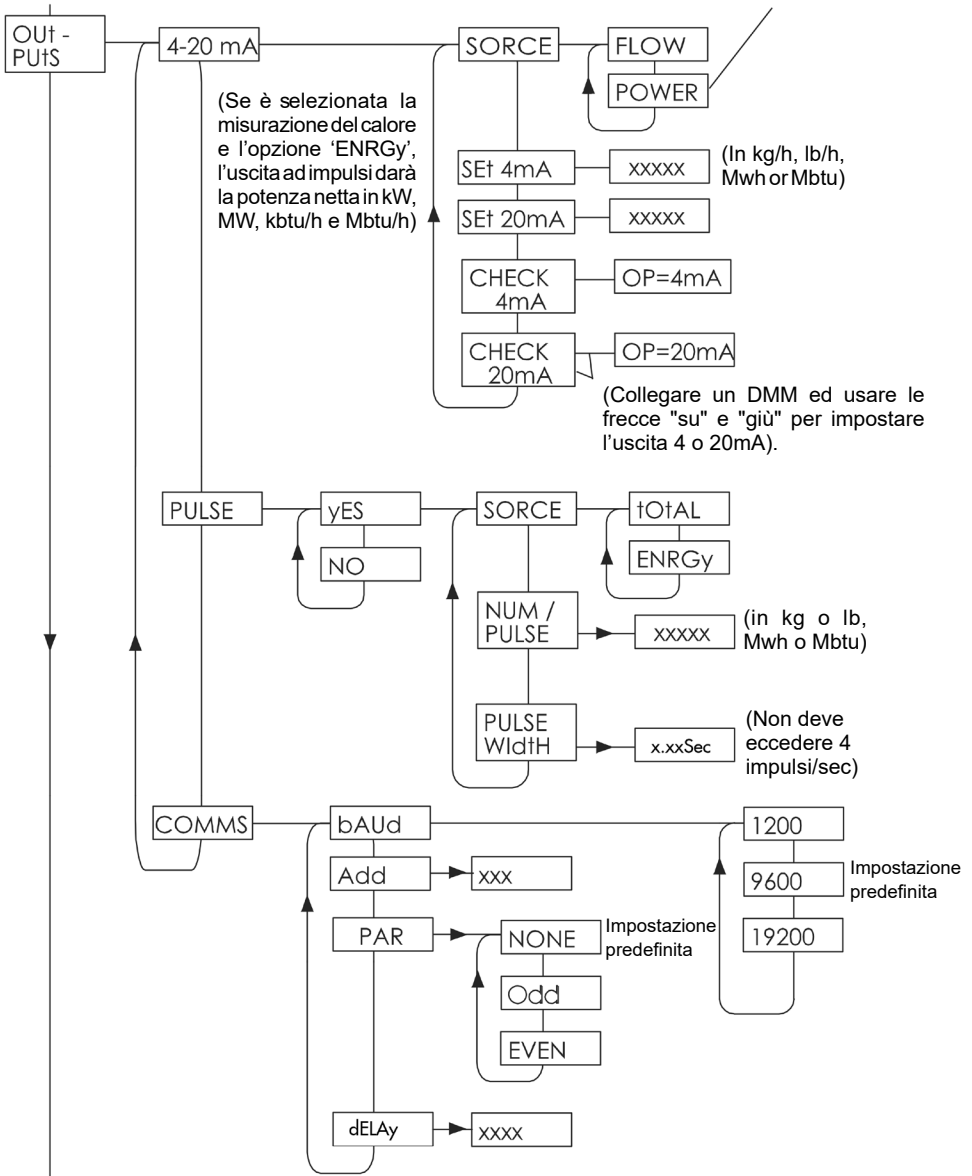 OUt -
PUtS
4-20 mA
SORCE
FLOW
POWER
(Se è selezionata la
misurazione del calore
e l'opzione 'ENRGy',
l'uscita ad impulsi darà
la potenza netta in kW,
MW, kbtu/h e Mbtu/h)
SEt 4mA
xxxxx
(In kg/h, lb/h,
Mwh or Mbtu)
SEt 20mA
xxxxx
CHECK
4mA
OP=4mA
CHECK
20mA
OP=20mA
(Collegare un DMM ed usare le
frecce "su" e "giù" per impostare
l'uscita 4 o 20mA).
PULSE
yES
NO
SORCE
tOtAL
ENRGy
NUM /
PULSE
xxxxx
(in kg o lb,
Mwh o Mbtu)
PULSE
WIdtH
x.xxSec
(Non deve
eccedere 4
impulsi/sec)
COMMS
bAUd
1200
9600
Impostazione
predefinita
19200
Add
xxx
PAR
NONE
Impostazione
predefinita
Odd
EVEN
dELAy
xxxx